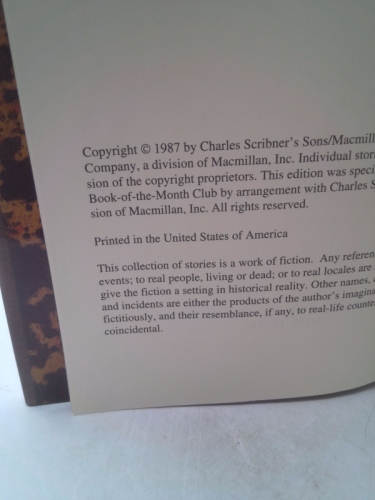 Copyright © 1987 by Charles Scribner's Sons/Macmill
Company, a division of Macmillan, Inc. Individual stori
sion of the copyright proprietors. This edition was speci
Book-of-the-Month Club by arrangement with Charles S
sion of Macmillan, Inc. All rights reserved.
Printed in the United States of America
This collection of stories is a work of fiction. Any referen
events; to real people, living or dead; or to real locales are
give the fiction a setting in historical reality. Other names,
and incidents are either the products of the author's imagina
fictitiously, and their resemblance, if any, to real-life counte
coincidental.